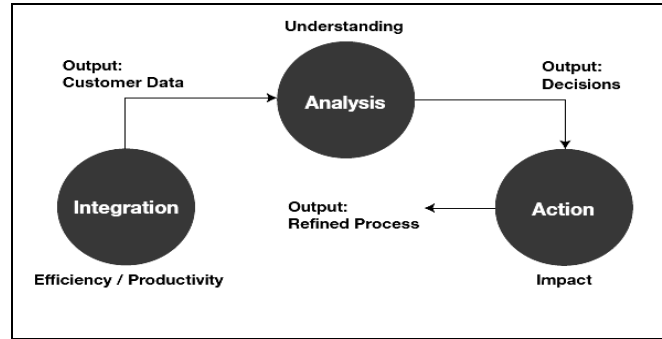 Understanding
Output:
Customer Data
Analysis
Output:
Decisions
Integration
Output:
Refined Process
Action
Efficiency / Productivity
Impact